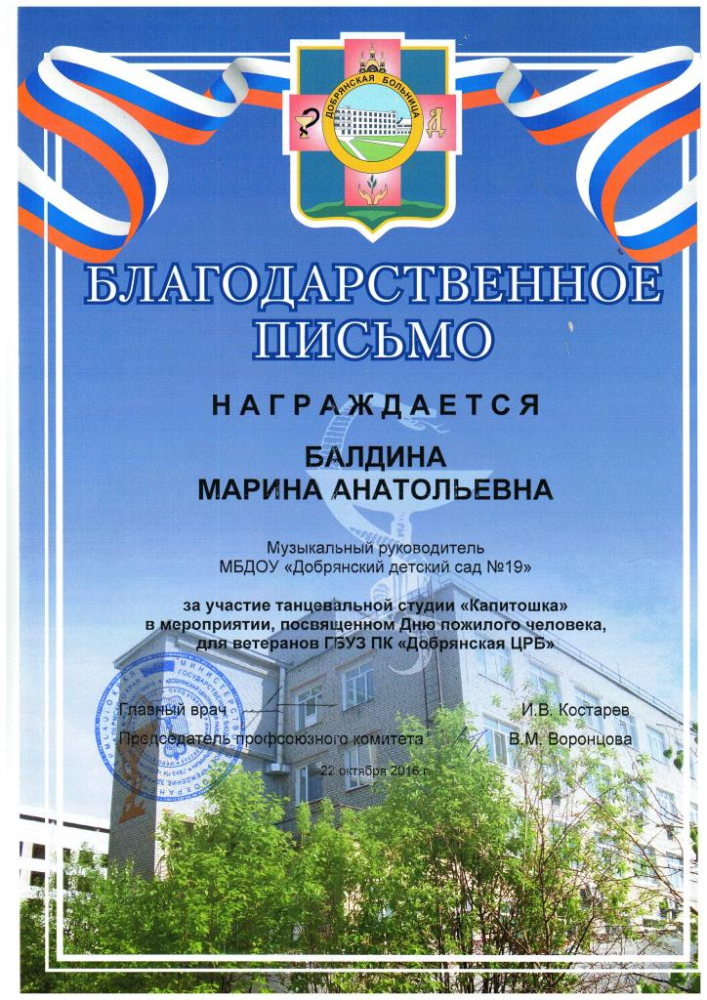 ДОБРЯНСКАЯ БОЛЬНИЦА
Д
БЛАГОДАРСТВЕННОЕ
ПИСЬМО
НАГРАЖДАЕТСЯ
БАЛДИНА
МАРИНА АНАТОЛЬЕВНА
Музыкальный руководитель
МБДОУ «Добрянский детский сад №19»
за участие танцевальной студии «Капитошка»
в мероприятии, посвященном Дню пожилого человека,
для ветеранов ГБУЗ ПК «Добрянская ЦРБ»
Главный врач
И.В. Костарев
Председатель профсоюзного комитета
В.М. Воронцова
22 октября 2016 г.